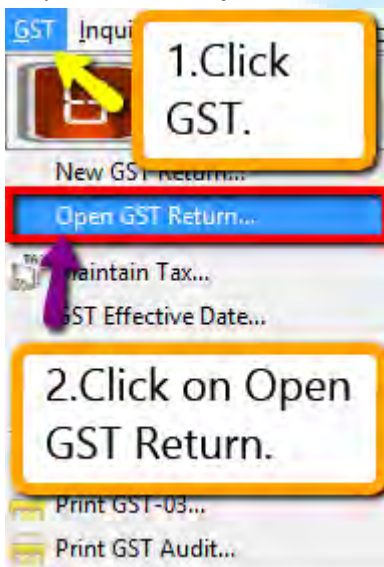 GST Inqui
1.Click
GST.
New GST Return...
Open GST Return...
Maintain Tax...
GST Effective Date...
2.Click on Open
GST Return.
Print GST-03...
Print GST Audit...